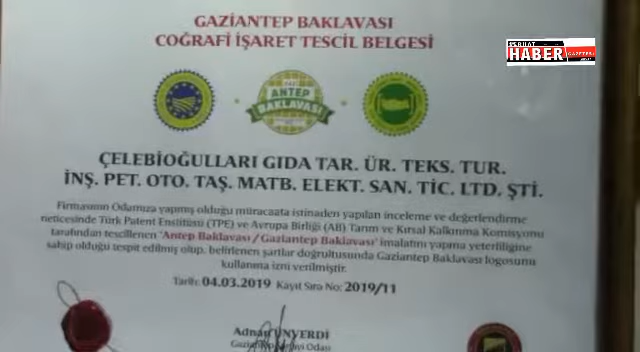 GAZİANTEP BAKLAVASI
COĞRAFİ İŞARET TESCİL BELGESİ
HABER
GAZETESİ
ANTEP
BAKLAVASI
ÇELEBİOĞULLARI GIDA TAR. ÜR. TEKS. TUR.
İNŞ. PET. OTO. TAŞ. MATB. ELEKT. SAN. TİC. LTD. ŞTİ.
Firmasının Odamıza yapmış olduğu müracaata istinaden yapılan inceleme ve değerlendirme
neticesinde Türk Patent Enstitüsü (TPE) ve Avrupa Birliği (AB) Tarım ve Kırsal Kalkınma Komisyonu
tarafından tescillenen "Antep Baklavası / Gaziantep Baklavası" imalatını yapma yeterliliğine
sahip olduğu tespit edilmiş olup, belirlenen şartlar doğrultusunda Gaziantep Baklavası logosunu
kullanma izni verilmiştir.
Tarih: 04.03.2019 Kayıt Sıra No: 2019/11
Adnan ÜNVERDİ
Odası